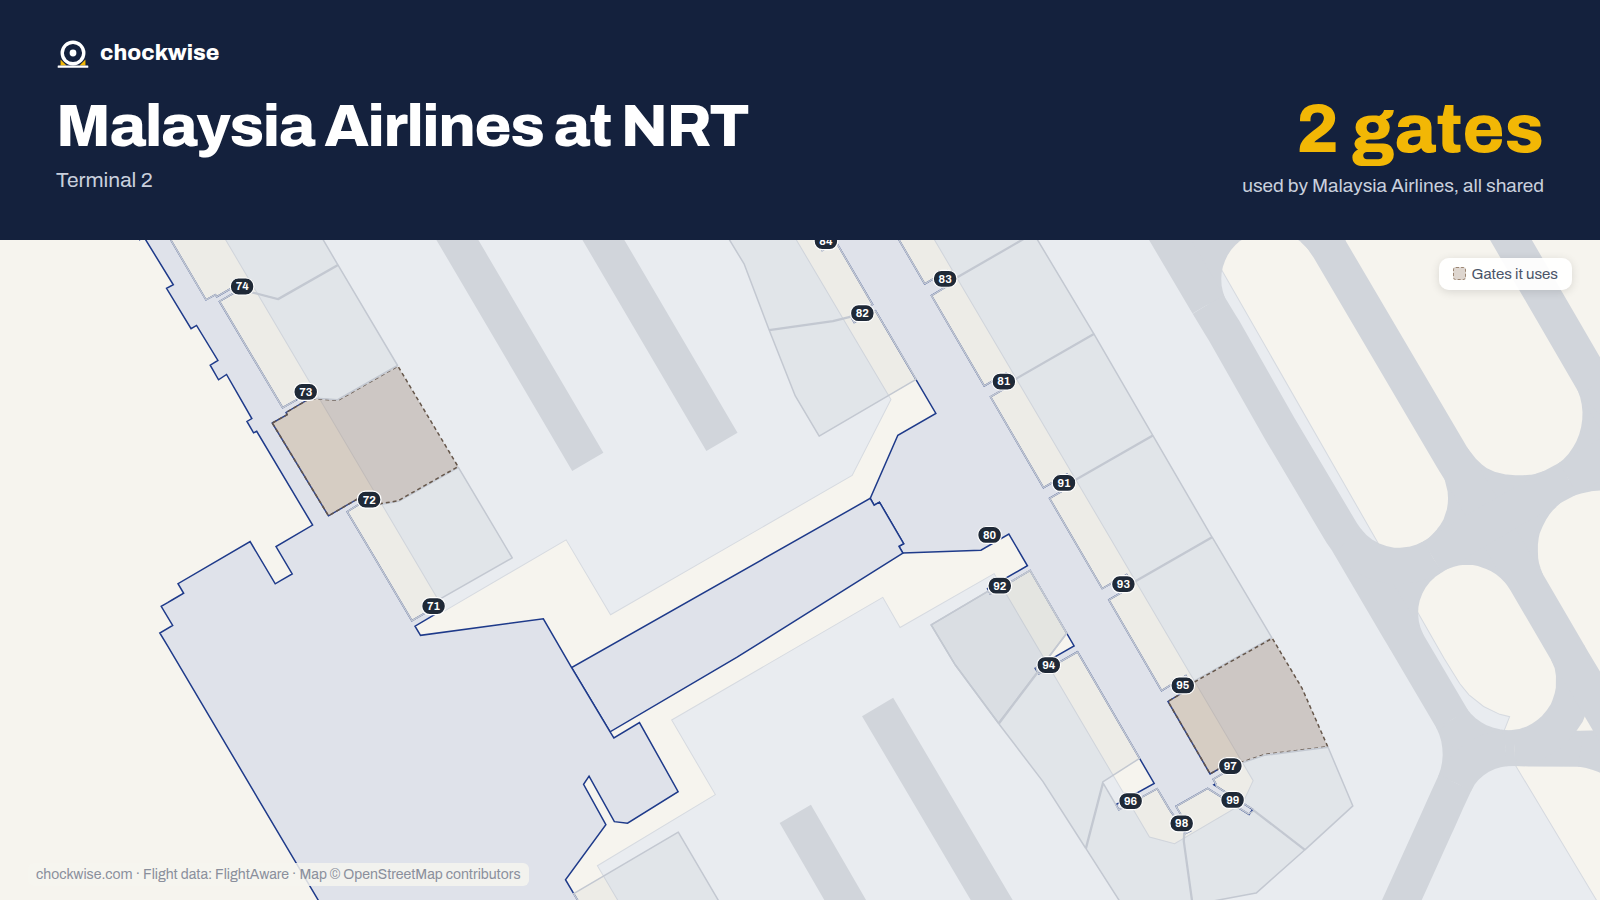 chockwise
Malaysia Airlines at NRT
Terminal 2
2 gates
used by Malaysia Airlines, all shared
Gates it uses
84
83
74
82
81
73
91
72
80
93
92
71
94
95
97
96
99
98
chockwise.com · Flight data: FlightAware · Map © OpenStreetMap contributors